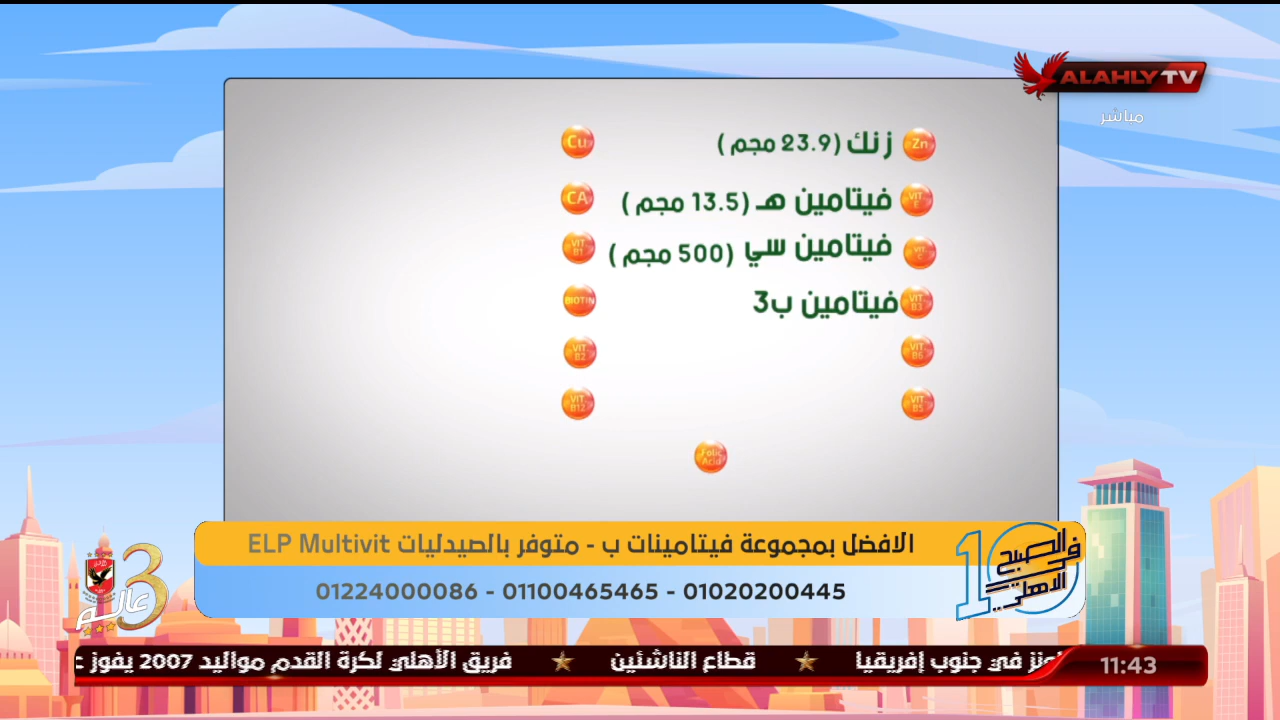 ALAHLY TV
مباشر
Zn زنك (23.9 مجم) Cu
VIT E فيتامين هـ (13.5 مجم) CA
VIT C فيتامين سي (500 مجم) VIT B1
VIT B3 فيتامين ب3 BIOTIN
VIT B6 VIT B2
VIT B5 VIT B12
Folic Acid
الافضل بمجموعة فيتامينات ب - متوفر بالصيدليات ELP Multivit
01224000086 - 01100465465 - 01020200445
10 الصبح في الاهلي
3 عالم
في جنوب إفريقيا ★ قطاع الناشئين ★ فريق الأهلي لكرة القدم مواليد 2007 يفوز
11:43